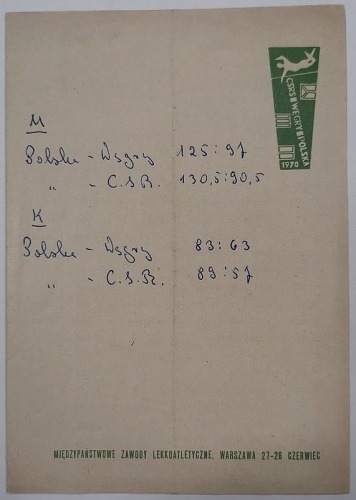 CSRS WĘGRY POLSKA
1970
M
Polska - Węgry 125:87
„ - C.S.R. 130,5:90,5
K
Polska - Węgry 83:63
„ - C.S.R. 89:57
MIĘDZYPAŃSTWOWE ZAWODY LEKKOATLETYCZNE, WARSZAWA 27-28 CZERWIEC